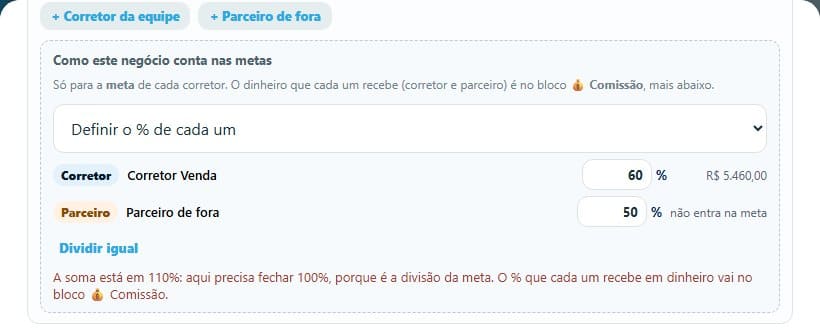 + Corretor da equipe + Parceiro de fora
Como este negócio conta nas metas
Só para a meta de cada corretor. O dinheiro que cada um recebe (corretor e parceiro) é no bloco 💰 Comissão, mais abaixo.
Definir o % de cada um
Corretor Corretor Venda 60 % R$ 5.460,00
Parceiro Parceiro de fora 50 % não entra na meta
Dividir igual
A soma está em 110%: aqui precisa fechar 100%, porque é a divisão da meta. O % que cada um recebe em dinheiro vai no
bloco 💰 Comissão.